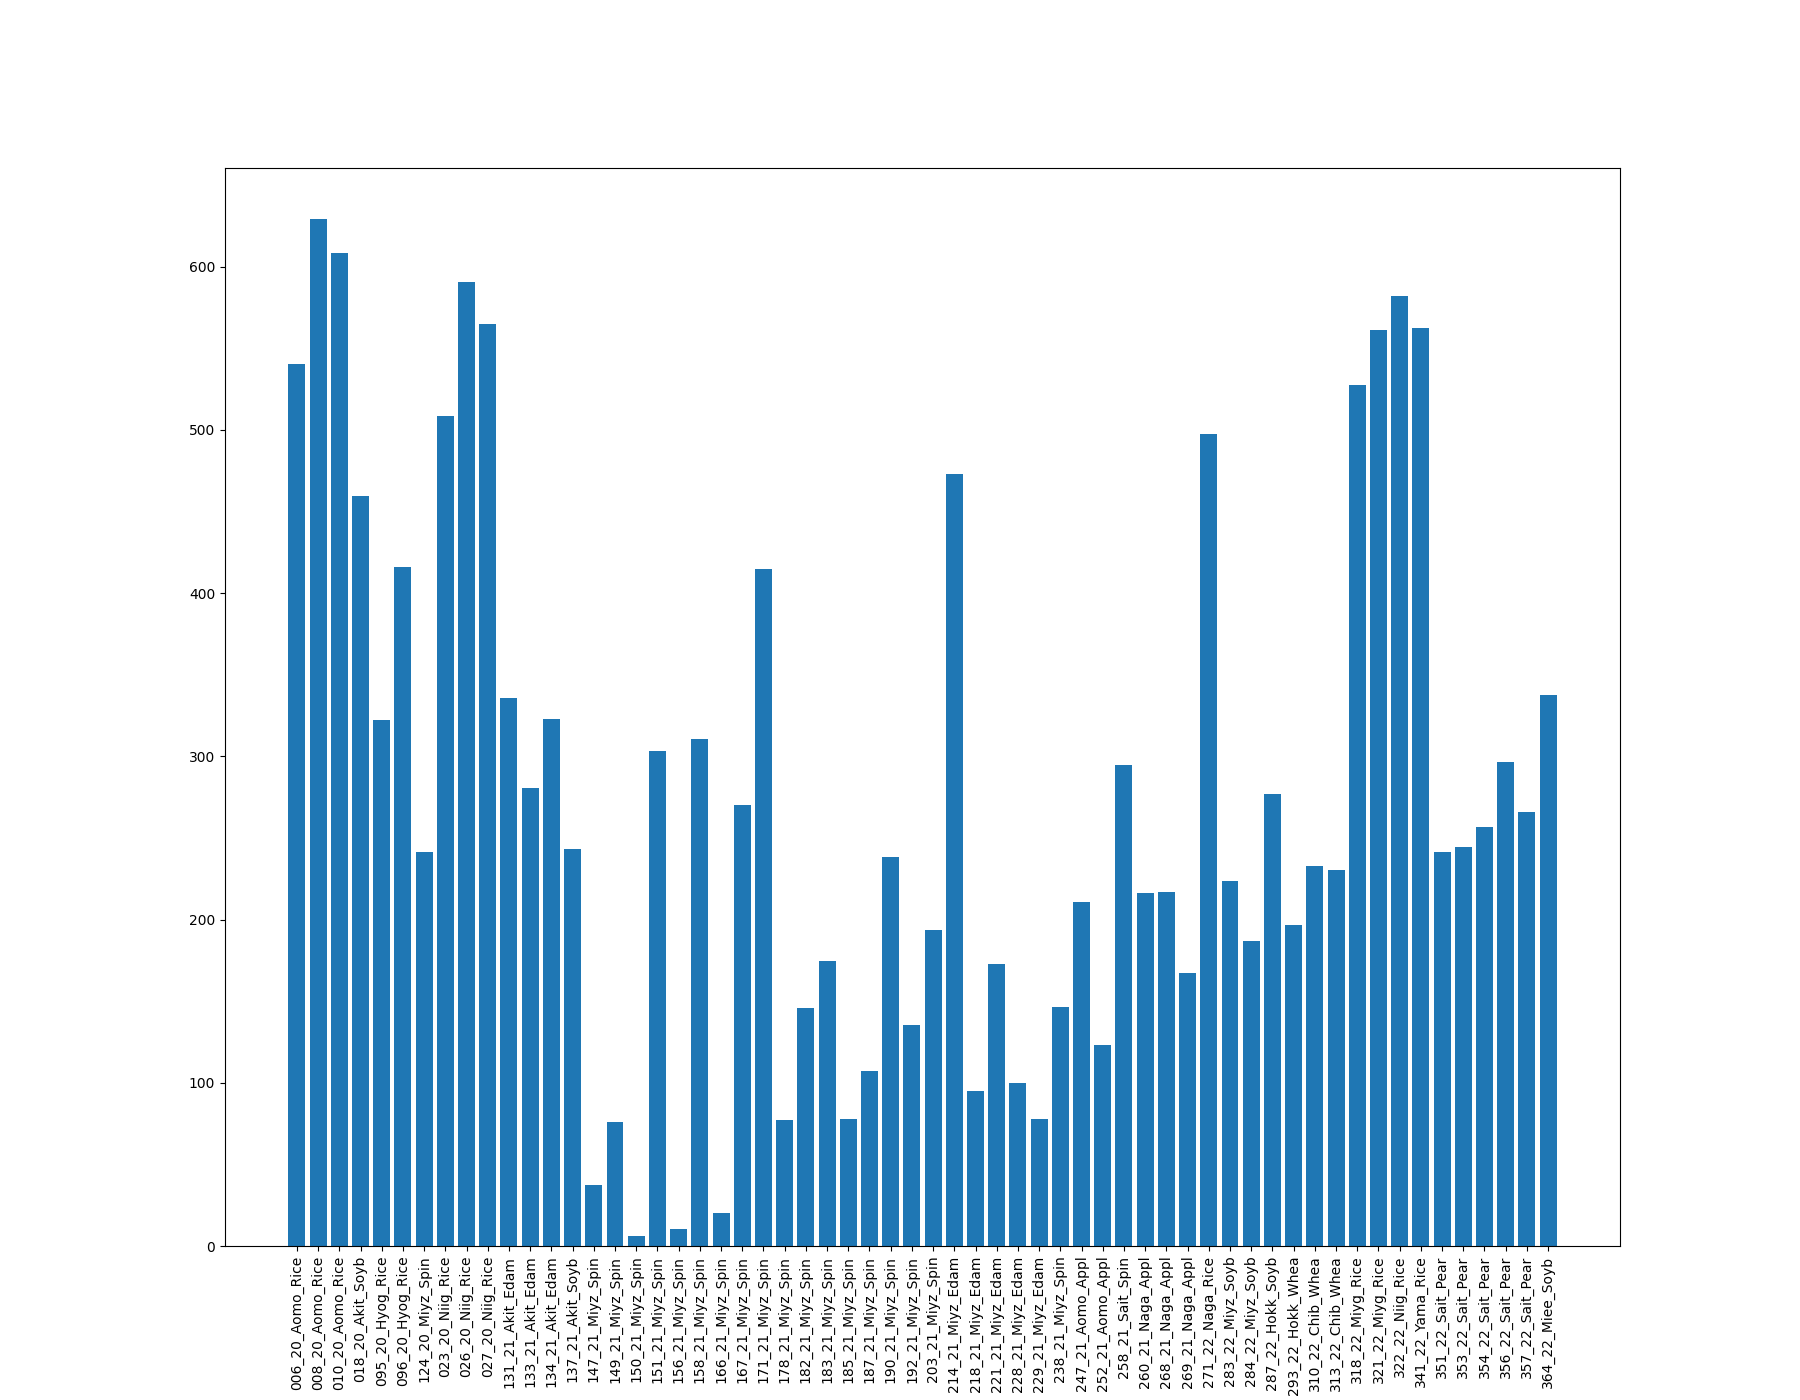 600
500
400
300
200
100
0
006_20_Aomo_Rice
008_20_Aomo_Rice
010_20_Aomo_Rice
018_20_Akit_Soyb
095_20_Hyog_Rice
096_20_Hyog_Rice
124_20_Miyz_Spin
023_20_Niig_Rice
026_20_Niig_Rice
027_20_Niig_Rice
131_21_Akit_Edam
133_21_Akit_Edam
134_21_Akit_Edam
137_21_Akit_Soyb
147_21_Miyz_Spin
149_21_Miyz_Spin
150_21_Miyz_Spin
151_21_Miyz_Spin
156_21_Miyz_Spin
158_21_Miyz_Spin
166_21_Miyz_Spin
167_21_Miyz_Spin
171_21_Miyz_Spin
178_21_Miyz_Spin
182_21_Miyz_Spin
183_21_Miyz_Spin
185_21_Miyz_Spin
187_21_Miyz_Spin
190_21_Miyz_Spin
192_21_Miyz_Spin
203_21_Miyz_Spin
214_21_Miyz_Edam
218_21_Miyz_Edam
221_21_Miyz_Edam
228_21_Miyz_Edam
229_21_Miyz_Edam
238_21_Miyz_Spin
247_21_Aomo_Appl
252_21_Aomo_Appl
258_21_Sait_Spin
260_21_Naga_Appl
268_21_Naga_Appl
269_21_Naga_Appl
271_22_Naga_Rice
283_22_Miyz_Soyb
284_22_Miyz_Soyb
287_22_Hokk_Soyb
293_22_Hokk_Whea
310_22_Chib_Whea
313_22_Chib_Whea
318_22_Miyg_Rice
321_22_Miyg_Rice
322_22_Niig_Rice
341_22_Yama_Rice
351_22_Sait_Pear
353_22_Sait_Pear
354_22_Sait_Pear
356_22_Sait_Pear
357_22_Sait_Pear
364_22_Miee_Soyb